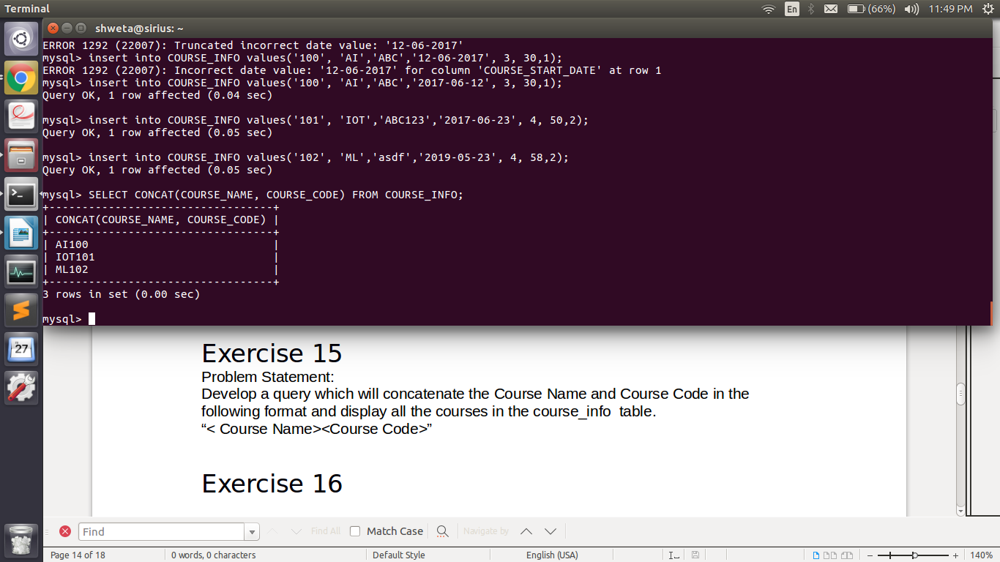 Terminal
En
(66%)
11:49 PM
shweta@sirius: ~
ERROR 1292 (22007): Truncated incorrect date value: '12-06-2017'
mysql> insert into COURSE_INFO values('100', 'AI','ABC','12-06-2017', 3, 30,1);
ERROR 1292 (22007): Incorrect date value: '12-06-2017' for column 'COURSE_START_DATE' at row 1
mysql> insert into COURSE_INFO values('100', 'AI','ABC','2017-06-12', 3, 30,1);
Query OK, 1 row affected (0.04 sec)
mysql> insert into COURSE_INFO values('101', 'IOT','ABC123','2017-06-23', 4, 50,2);
Query OK, 1 row affected (0.05 sec)
mysql> insert into COURSE_INFO values('102', 'ML','asdf','2019-05-23', 4, 58,2);
Query OK, 1 row affected (0.05 sec)
mysql> SELECT CONCAT(COURSE_NAME, COURSE_CODE) FROM COURSE_INFO;
+----------------------------------+
| CONCAT(COURSE_NAME, COURSE_CODE) |
+----------------------------------+
| AI100 |
| IOT101 |
| ML102 |
+----------------------------------+
3 rows in set (0.00 sec)
mysql>
27
Exercise 15
Problem Statement:
Develop a query which will concatenate the Course Name and Course Code in the
following format and display all the courses in the course_info table.
“< Course Name><Course Code>”
Exercise 16
Find
Find All
Match Case
Navigate by
Page 14 of 18
0 words, 0 characters
Default Style
English (USA)
140%